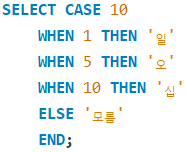 SELECT CASE 10
WHEN 1 THEN '일'
WHEN 5 THEN '오'
WHEN 10 THEN '십'
ELSE '모름'
END;